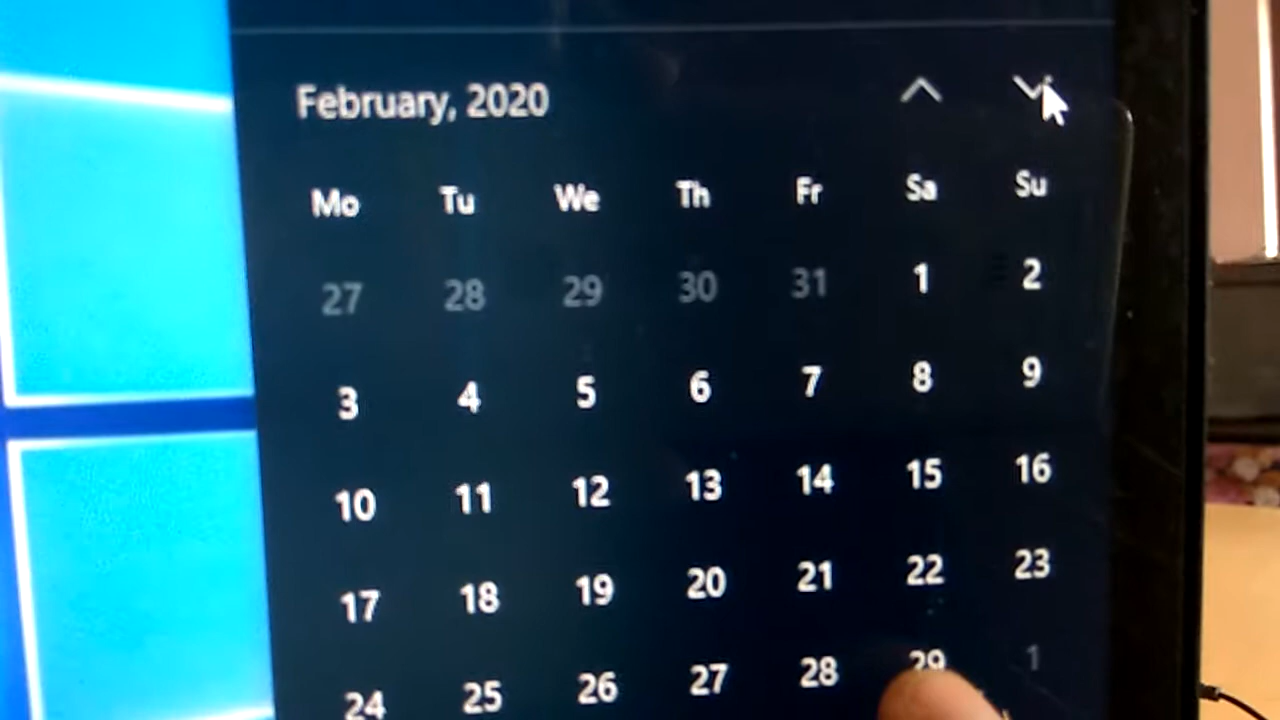 February, 2020
Mo Tu We Th Fr Sa Su
27 28 29 30 31 1 2
3 4 5 6 7 8 9
10 11 12 13 14 15 16
17 18 19 20 21 22 23
24 25 26 27 28 29 1